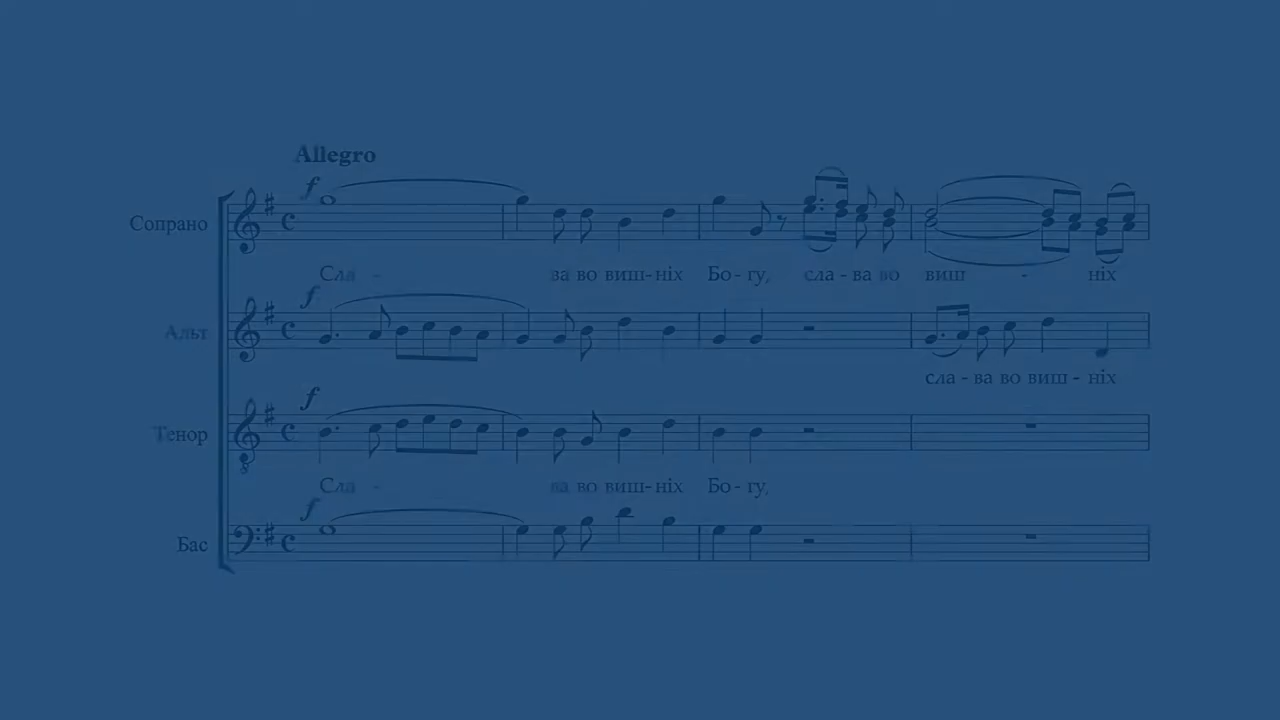 Allegro
f
Сопрано
Сла - ва во виш-ніх Бо-гу, сла-ва во виш - ніх
f
Альт
сла-ва во виш-ніх
f
Тенор
Сла - ва во виш-ніх Бо-гу,
f
Бас